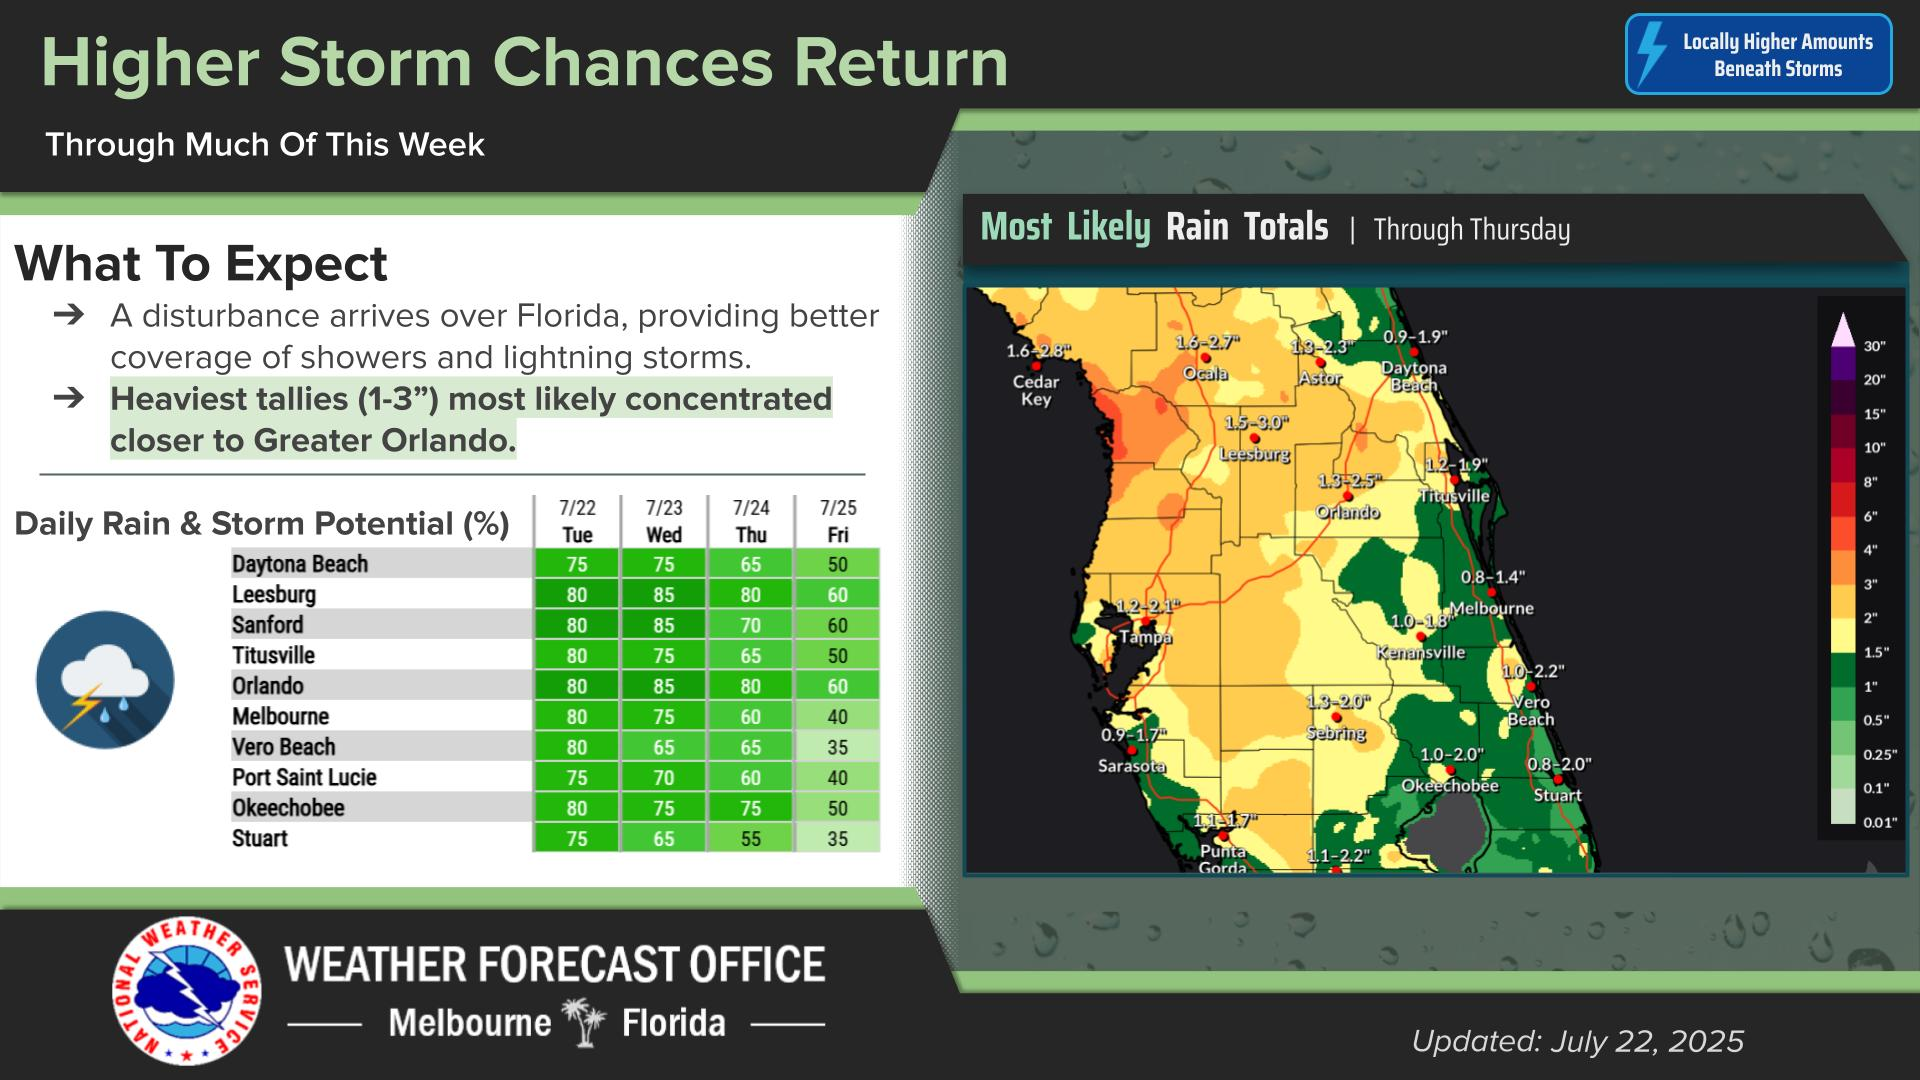 Higher Storm Chances Return
Through Much Of This Week
Locally Higher Amounts
Beneath Storms
What To Expect
➔ A disturbance arrives over Florida, providing better
coverage of showers and lightning storms.
➔ Heaviest tallies (1-3”) most likely concentrated
closer to Greater Orlando.
Daily Rain & Storm Potential (%)
7/22 7/23 7/24 7/25
Tue Wed Thu Fri
Daytona Beach 75 75 65 50
Leesburg 80 85 80 60
Sanford 80 85 70 60
Titusville 80 75 65 50
Orlando 80 85 80 60
Melbourne 80 75 60 40
Vero Beach 80 65 65 35
Port Saint Lucie 75 70 60 40
Okeechobee 80 75 75 50
Stuart 75 65 55 35
Most Likely Rain Totals | Through Thursday
1.6–2.8"
Cedar
Key
1.6–2.7"
Ocala
1.3–2.3"
Astor
0.9–1.9"
Daytona
Beach
1.5–3.0"
Leesburg
1.3–2.5"
Orlando
1.2–1.9"
Titusville
0.8–1.4"
Melbourne
1.2–2.1"
Tampa
1.0–1.8"
Kenansville
1.0–2.2"
Vero
Beach
1.3–2.0"
Sebring
0.9–1.7"
Sarasota
1.0–2.0"
Okeechobee
0.8–2.0"
Stuart
1.1–1.7"
Punta
Gorda
1.1–2.2"
30"
20"
15"
10"
8"
6"
4"
3"
2"
1.5"
1"
0.5"
0.25"
0.1"
0.01"
NATIONAL WEATHER SERVICE
WEATHER FORECAST OFFICE
Melbourne Florida
Updated: July 22, 2025